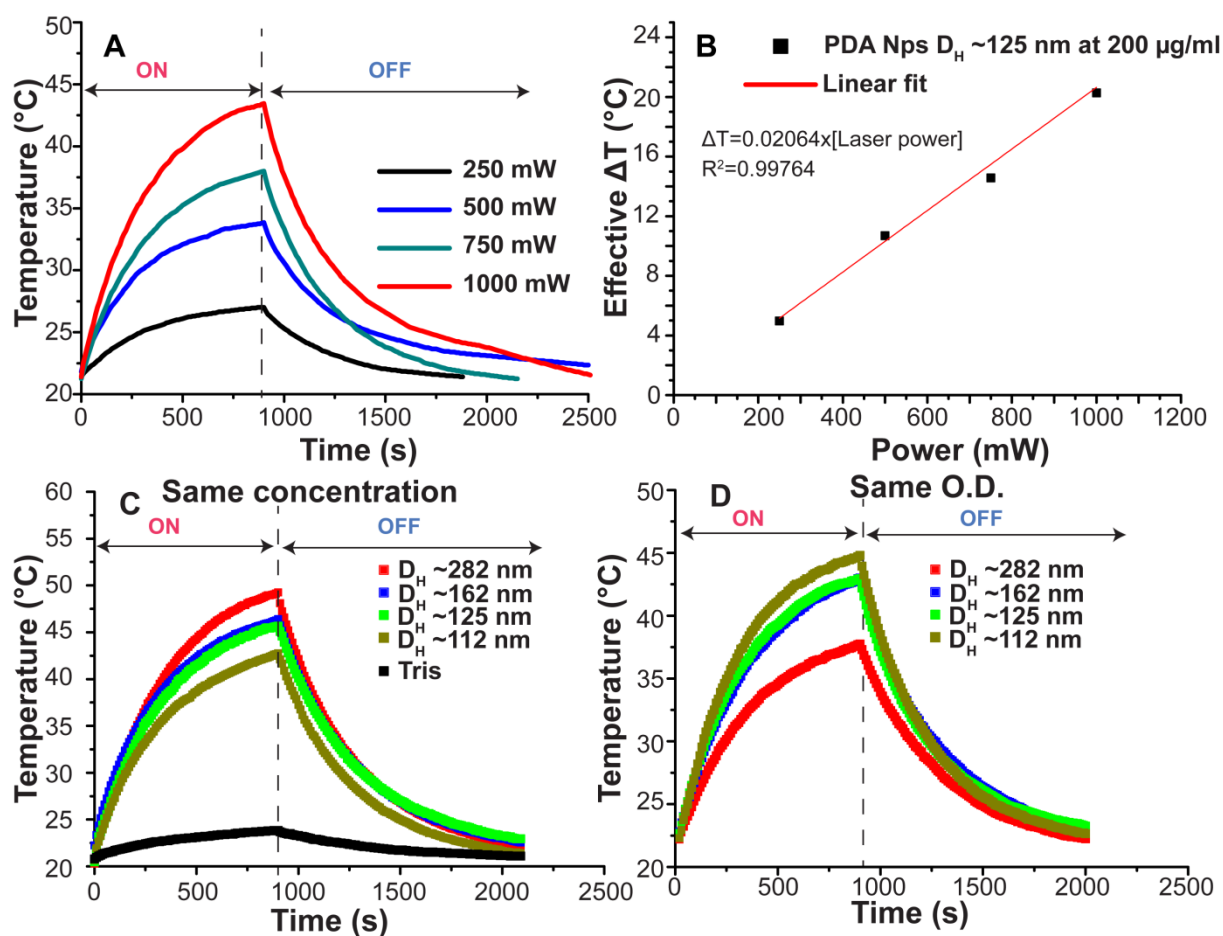 A
ON
OFF
250 mW
500 mW
750 mW
1000 mW
Temperature (°C)
50
45
40
35
30
25
20
0
500
1000
1500
2000
2500
Time (s)
B
PDA Nps D_H ~125 nm at 200 µg/ml
Linear fit
ΔT=0.02064x[Laser power]
R²=0.99764
Effective ΔT (°C)
24
20
16
12
8
4
0
0
200
400
600
800
1000
1200
Power (mW)
C
Same concentration
ON
OFF
D_H ~282 nm
D_H ~162 nm
D_H ~125 nm
D_H ~112 nm
Tris
Temperature (°C)
60
55
50
45
40
35
30
25
20
0
500
1000
1500
2000
2500
Time (s)
D
Same O.D.
ON
OFF
D_H ~282 nm
D_H ~162 nm
D_H ~125 nm
D_H ~112 nm
Temperature (°C)
50
45
40
35
30
25
20
0
500
1000
1500
2000
2500
Time (s)